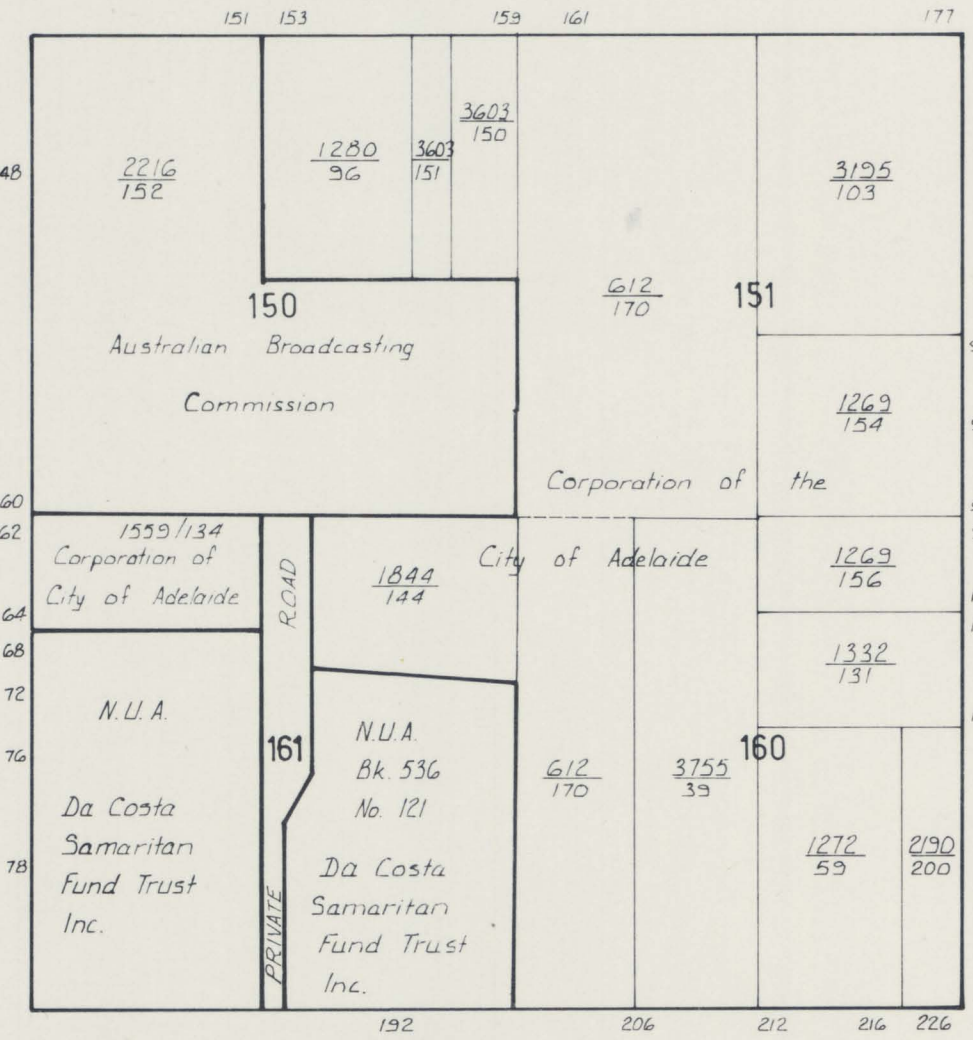 151 153 159 161 177
48
2216
152
1280
96
3603
151
3603
150
612
170
3195
103
150
151
Australian Broadcasting
Commission
1269
154
60
Corporation of the
City of Adelaide
62
1559/134
Corporation of
City of Adelaide
64
PRIVATE ROAD
1844
144
1269
156
68
72
76
78
N.U.A.
Da Costa
Samaritan
Fund Trust
Inc.
161
N.U.A.
Bk. 536
No. 121
Da Costa
Samaritan
Fund Trust
Inc.
612
170
3755
39
160
1332
131
1272
59
2190
200
192 206 212 216 226